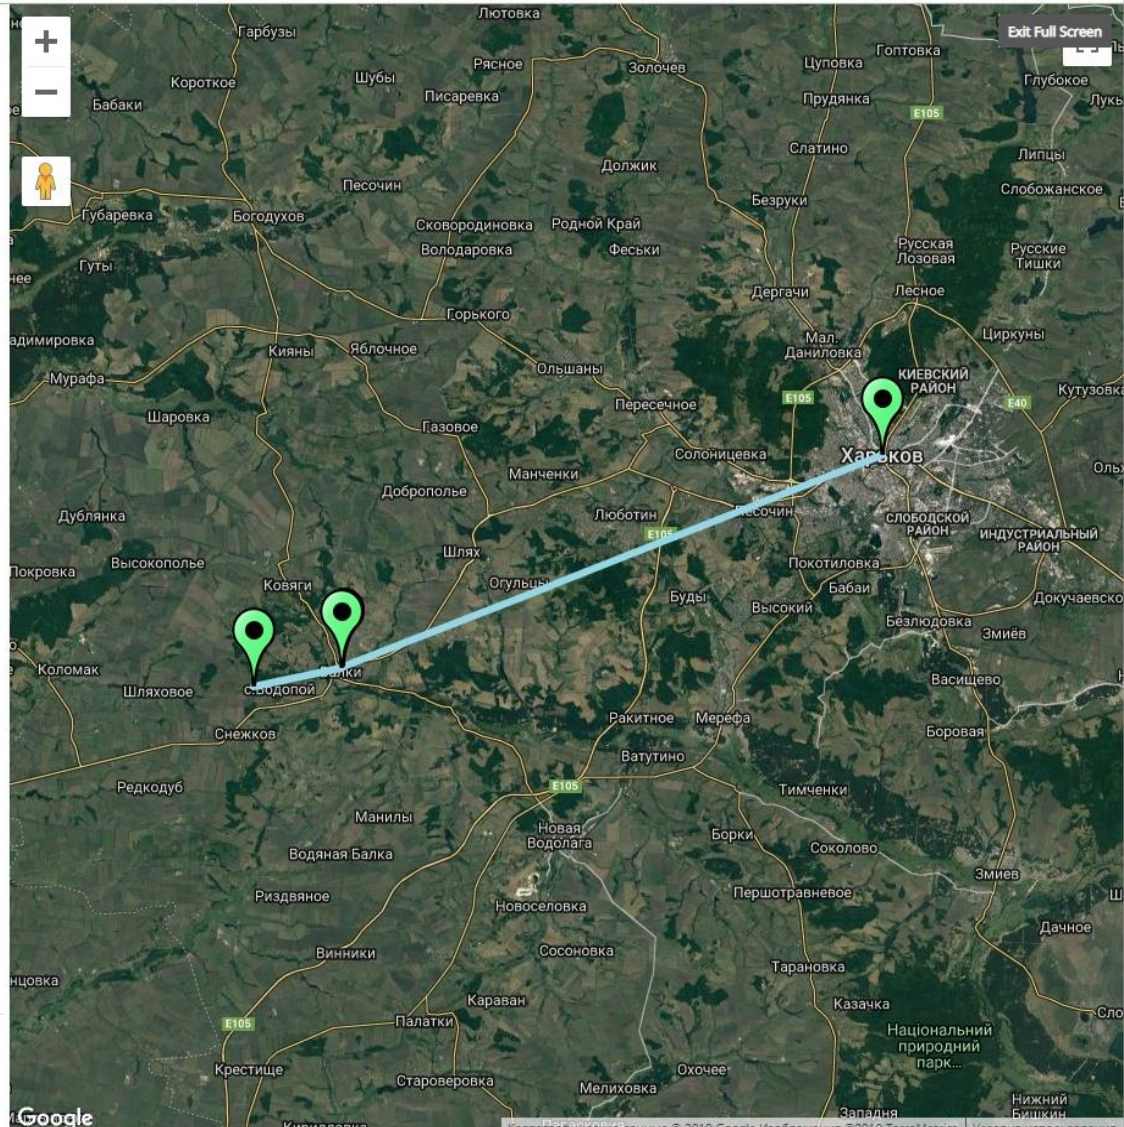 Лютовка
Гарбузы
Exit Full Screen
Гоптовка
Рясное
Золочев
Цуповка
Шубы
Короткое
Глубокое
Писаревка
Прудянка
Бабаки
E105
Слатино
Липцы
Должик
Песочин
Слобожанское
Безруки
Губаревка
Богодухов
Сковородиновка
Родной Край
Володаровка
Феськи
Русская
Лозовая
Русские
Тишки
Гуты
Дергачи
Лесное
Горького
Циркуны
Мал.
Даниловка
Кияны
Яблочное
Ольшаны
КИЕВСКИЙ
РАЙОН
Мурафа
E105
E40
Пересечное
Шаровка
Газовое
Солоницевка
Харьков
Манченки
Доброполье
Дублянка
Люботин
Песочин
СЛОБОДСКОЙ
РАЙОН
E105
ИНДУСТРИАЛЬНЫЙ
РАЙОН
Шлях
Высокополье
Покотиловка
Ковяги
Огульцы
Бабаи
Буды
Высокий
Безлюдовка
Змиёв
Коломак
Валки
Васищево
Шляховое
с.Водопой
Ракитное
Мерефа
Снежков
Боровая
Ватутино
E105
Редкодуб
Тимченки
Манилы
Новая
Водолага
Борки
Соколово
Водяная Балка
Змиев
Риздвяное
Першотравневое
Новоселовка
Дачное
Винники
Сосоновка
Тарановка
Караван
Казачка
E105
Палатки
Національний
природний
парк...
Крестище
Охочее
Староверовка
Мелиховка
Нижний
Бишкин
Западня
Google